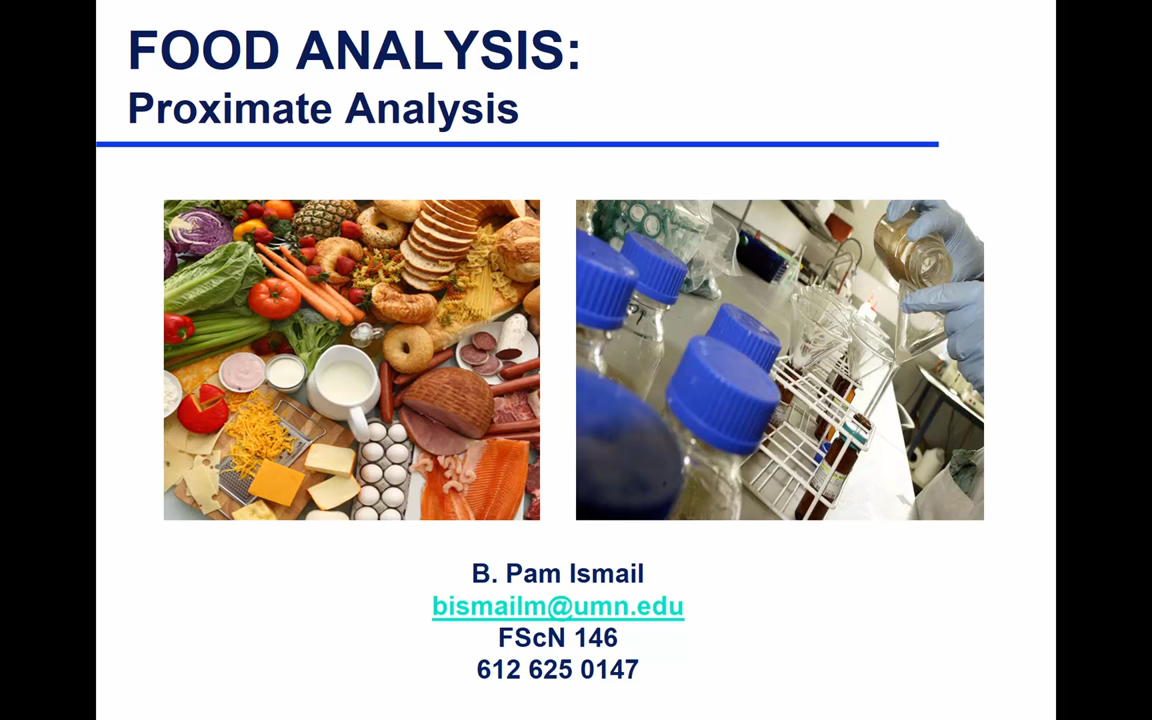 FOOD ANALYSIS:
Proximate Analysis
B. Pam Ismail
bismailm@umn.edu
FScN 146
612 625 0147